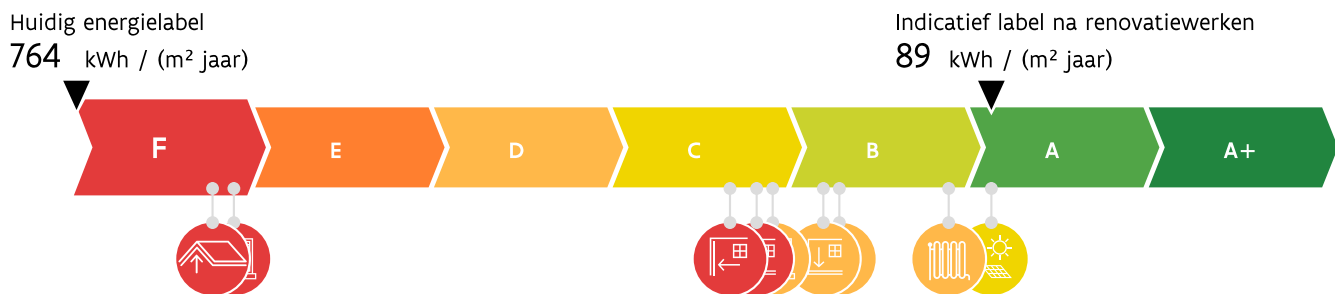 Huidig energielabel
764 kWh / (m² jaar)
Indicatief label na renovatiewerken
89 kWh / (m² jaar)
F E D C B A A+